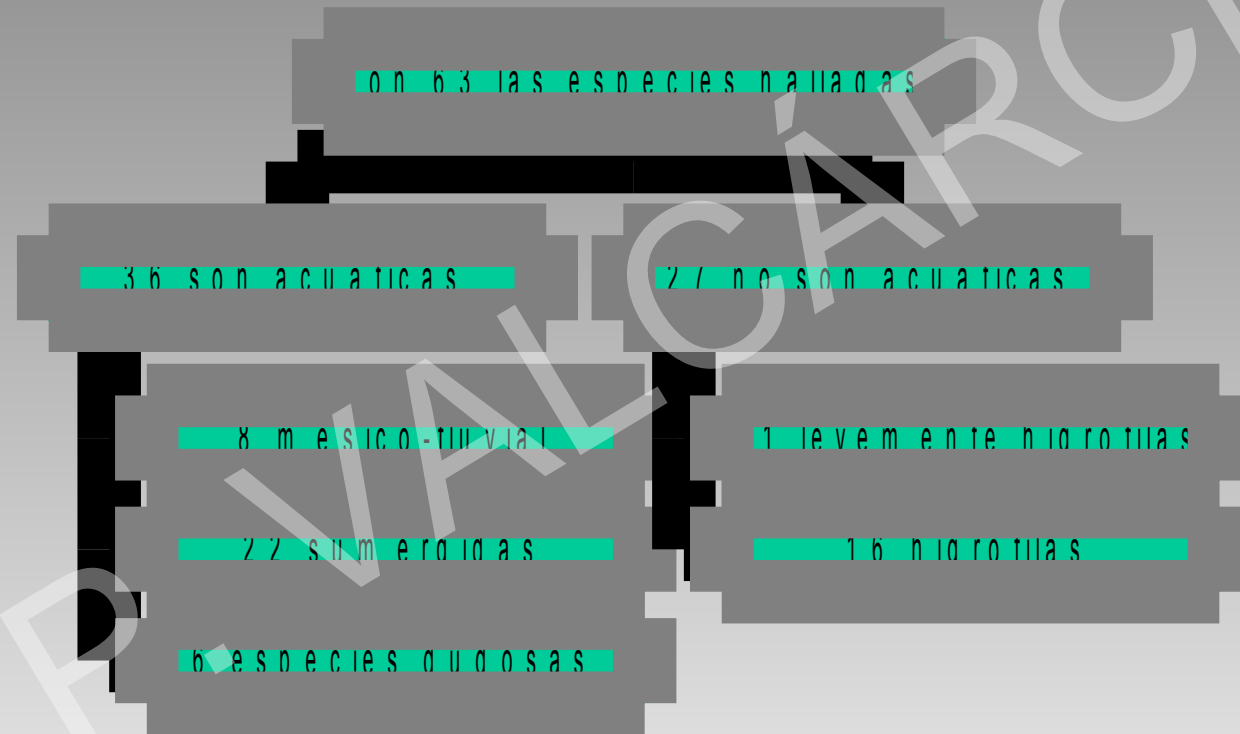 on 63 las especies halladas
36 son acuaticas
27 no son acuaticas
8 mesico-fluvial
1 levemente higrofilas
22 sumergidas
16 higrofilas
6 especies dudosas
P. VALCÁRC